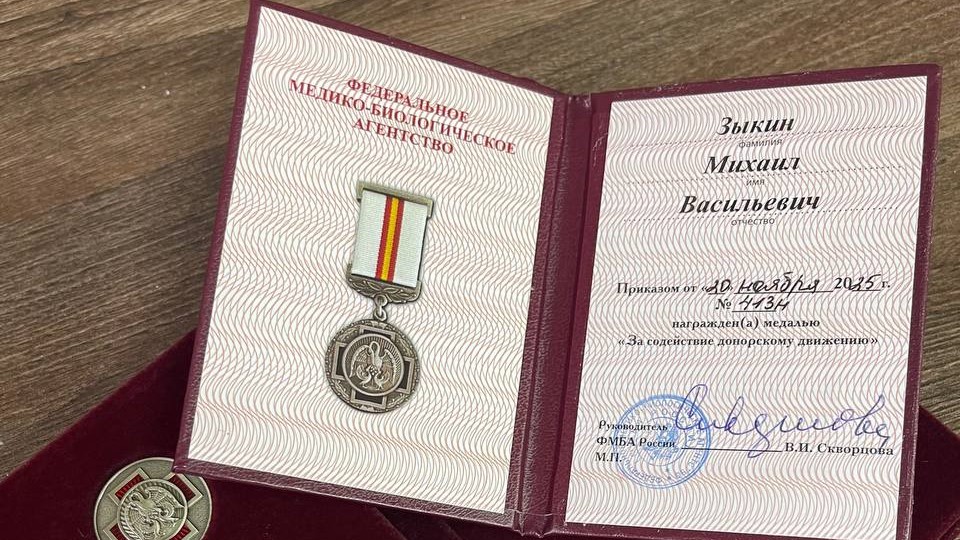 ФЕДЕРАЛЬНОЕ
МЕДИКО-БИОЛОГИЧЕСКОЕ
АГЕНТСТВО
Зыкин
фамилия
Михаил
имя
Васильевич
отчество
Приказом от «20» ноября 2025 г.
№ 413н
награжден(а) медалью
«За содействие донорскому движению»
Руководитель
ФМБА России В.И. Скворцова
М.П.